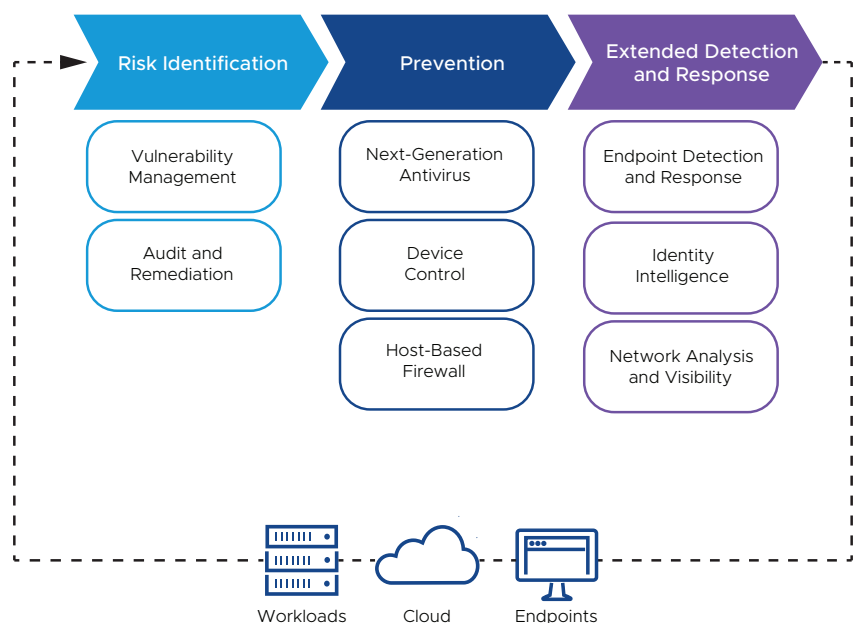 Risk Identification
Prevention
Extended Detection
and Response
Vulnerability
Management
Audit and
Remediation
Next-Generation
Antivirus
Device
Control
Host-Based
Firewall
Endpoint Detection
and Response
Identity
Intelligence
Network Analysis
and Visibility
Workloads
Cloud
Endpoints